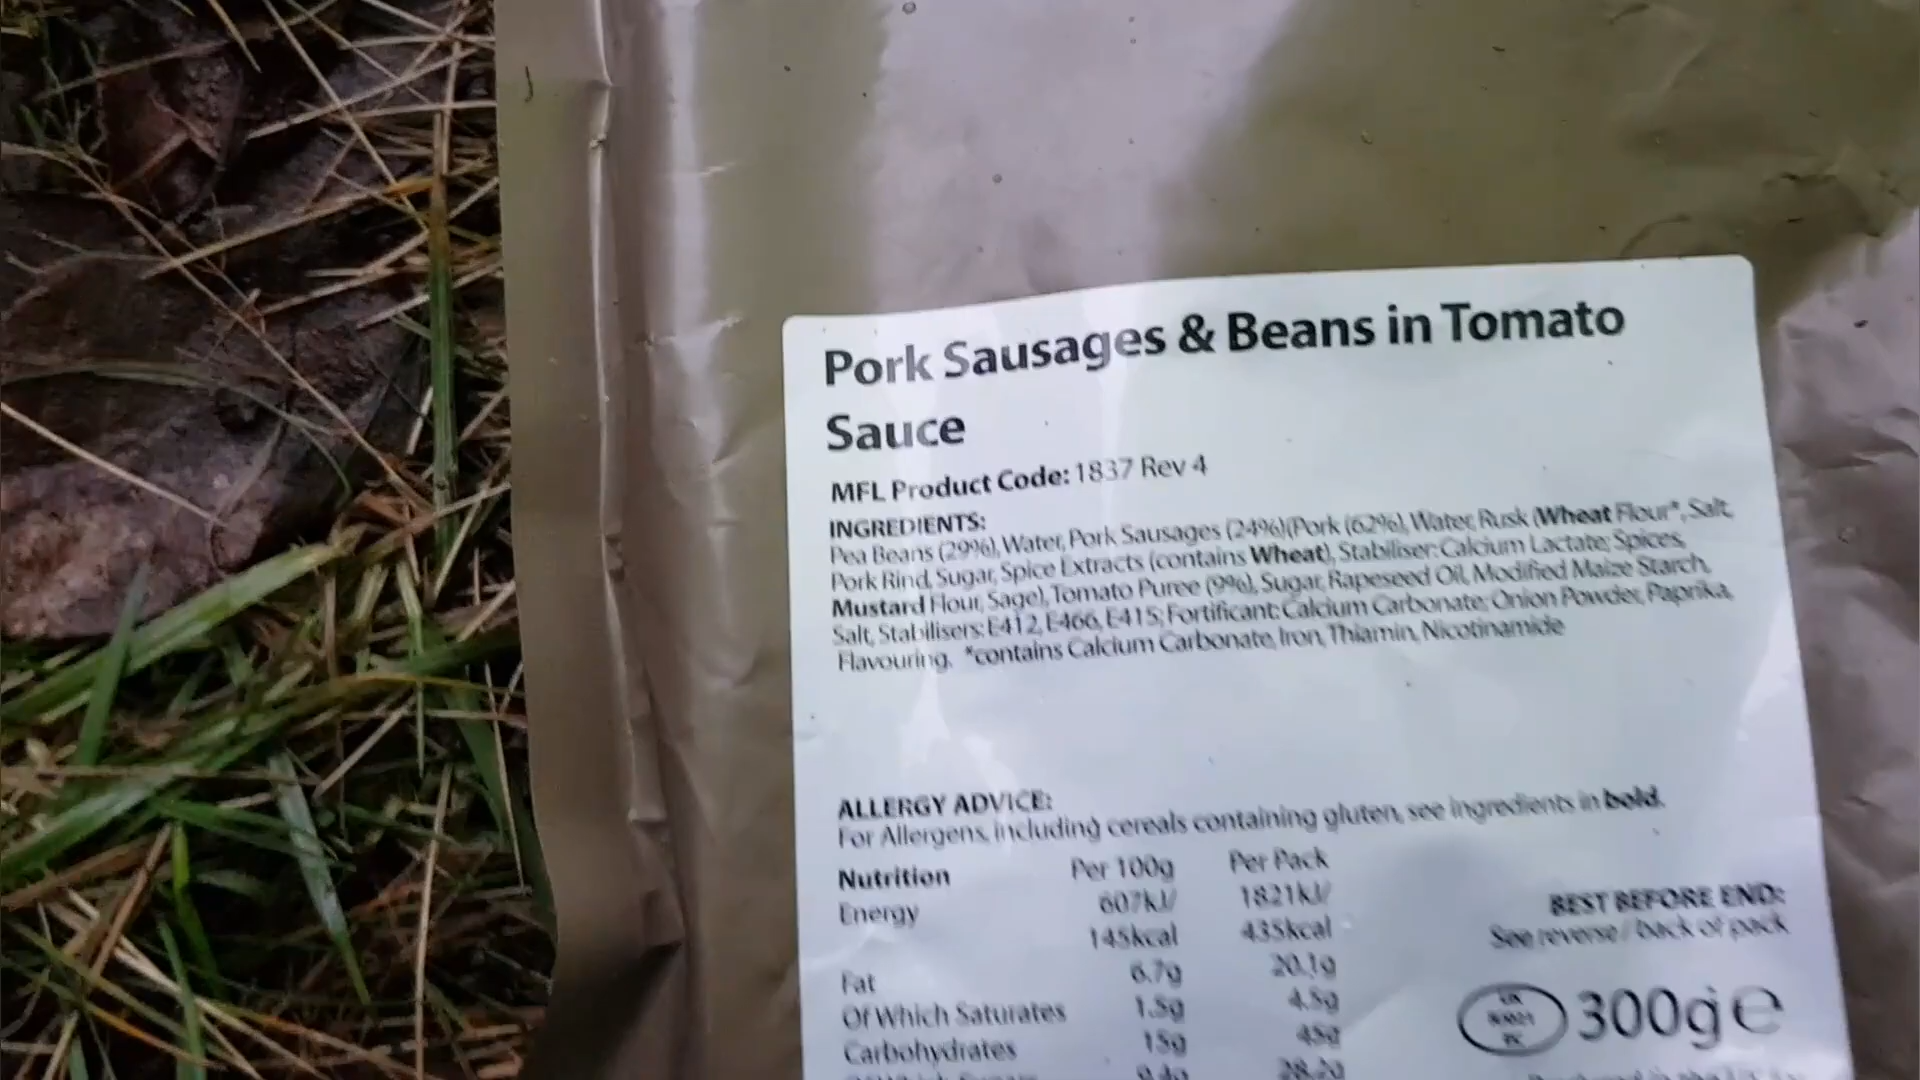 Pork Sausages & Beans in Tomato
Sauce
MFL Product Code: 1837 Rev 4
INGREDIENTS:
Pea Beans (29%), Water, Pork Sausages (24%)(Pork (62%), Water, Rusk (Wheat Flour*, Salt,
Pork Rind, Sugar, Spice Extracts (contains Wheat), Stabiliser: Calcium Lactate; Spices,
Mustard Flour, Sage), Tomato Puree (9%), Sugar, Rapeseed Oil, Modified Maize Starch,
Salt, Stabilisers: E412, E466, E415; Fortificant: Calcium Carbonate; Onion Powder, Paprika,
Flavouring. *contains Calcium Carbonate, Iron, Thiamin, Nicotinamide
ALLERGY ADVICE:
For Allergens, including cereals containing gluten, see ingredients in bold.
Nutrition Per 100g Per Pack
Energy 607kJ/ 1821kJ/
145kcal 435kcal
Fat 6.7g 20.1g
Of Which Saturates 1.5g 4.5g
Carbohydrates 15g 45g
9.4g 28.2g
BEST BEFORE END:
See reverse / back of pack
UK
300g e